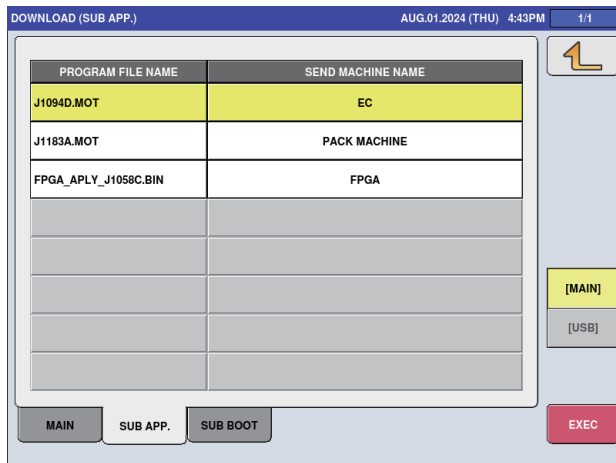 DOWNLOAD (SUB APP.) AUG.01.2024 (THU) 4:43PM 1/1
PROGRAM FILE NAME SEND MACHINE NAME
J1094D.MOT EC
J1183A.MOT PACK MACHINE
FPGA_APLY_J1058C.BIN FPGA
[MAIN]
[USB]
MAIN SUB APP. SUB BOOT EXEC